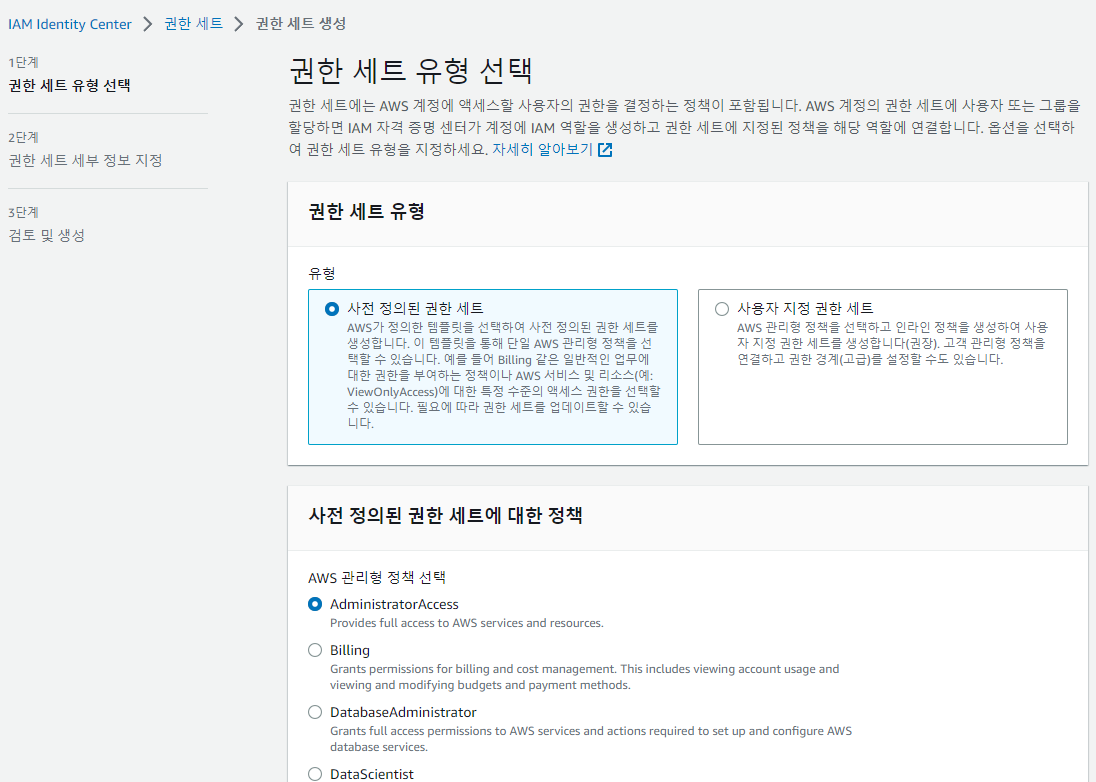 IAM Identity Center > 권한 세트 > 권한 세트 생성
1단계
권한 세트 유형 선택
2단계
권한 세트 세부 정보 지정
3단계
검토 및 생성
권한 세트 유형 선택
권한 세트에는 AWS 계정에 액세스할 사용자의 권한을 결정하는 정책이 포함됩니다. AWS 계정의 권한 세트에 사용자 또는 그룹을
할당하면 IAM 자격 증명 센터가 계정에 IAM 역할을 생성하고 권한 세트에 지정된 정책을 해당 역할에 연결합니다. 옵션을 선택하
여 권한 세트 유형을 지정하세요. 자세히 알아보기
권한 세트 유형
유형
사전 정의된 권한 세트
AWS가 정의한 템플릿을 선택하여 사전 정의된 권한 세트를
생성합니다. 이 템플릿을 통해 단일 AWS 관리형 정책을 선
택할 수 있습니다. 예를 들어 Billing 같은 일반적인 업무에
대한 권한을 부여하는 정책이나 AWS 서비스 및 리소스(예:
ViewOnlyAccess)에 대한 특정 수준의 액세스 권한을 선택할
수 있습니다. 필요에 따라 권한 세트를 업데이트할 수 있습
니다.
사용자 지정 권한 세트
AWS 관리형 정책을 선택하고 인라인 정책을 생성하여 사용
자 지정 권한 세트를 생성합니다(권장). 고객 관리형 정책을
연결하고 권한 경계(고급)를 설정할 수도 있습니다.
사전 정의된 권한 세트에 대한 정책
AWS 관리형 정책 선택
AdministratorAccess
Provides full access to AWS services and resources.
Billing
Grants permissions for billing and cost management. This includes viewing account usage and
viewing and modifying budgets and payment methods.
DatabaseAdministrator
Grants full access permissions to AWS services and actions required to set up and configure AWS
database services.
DataScientist